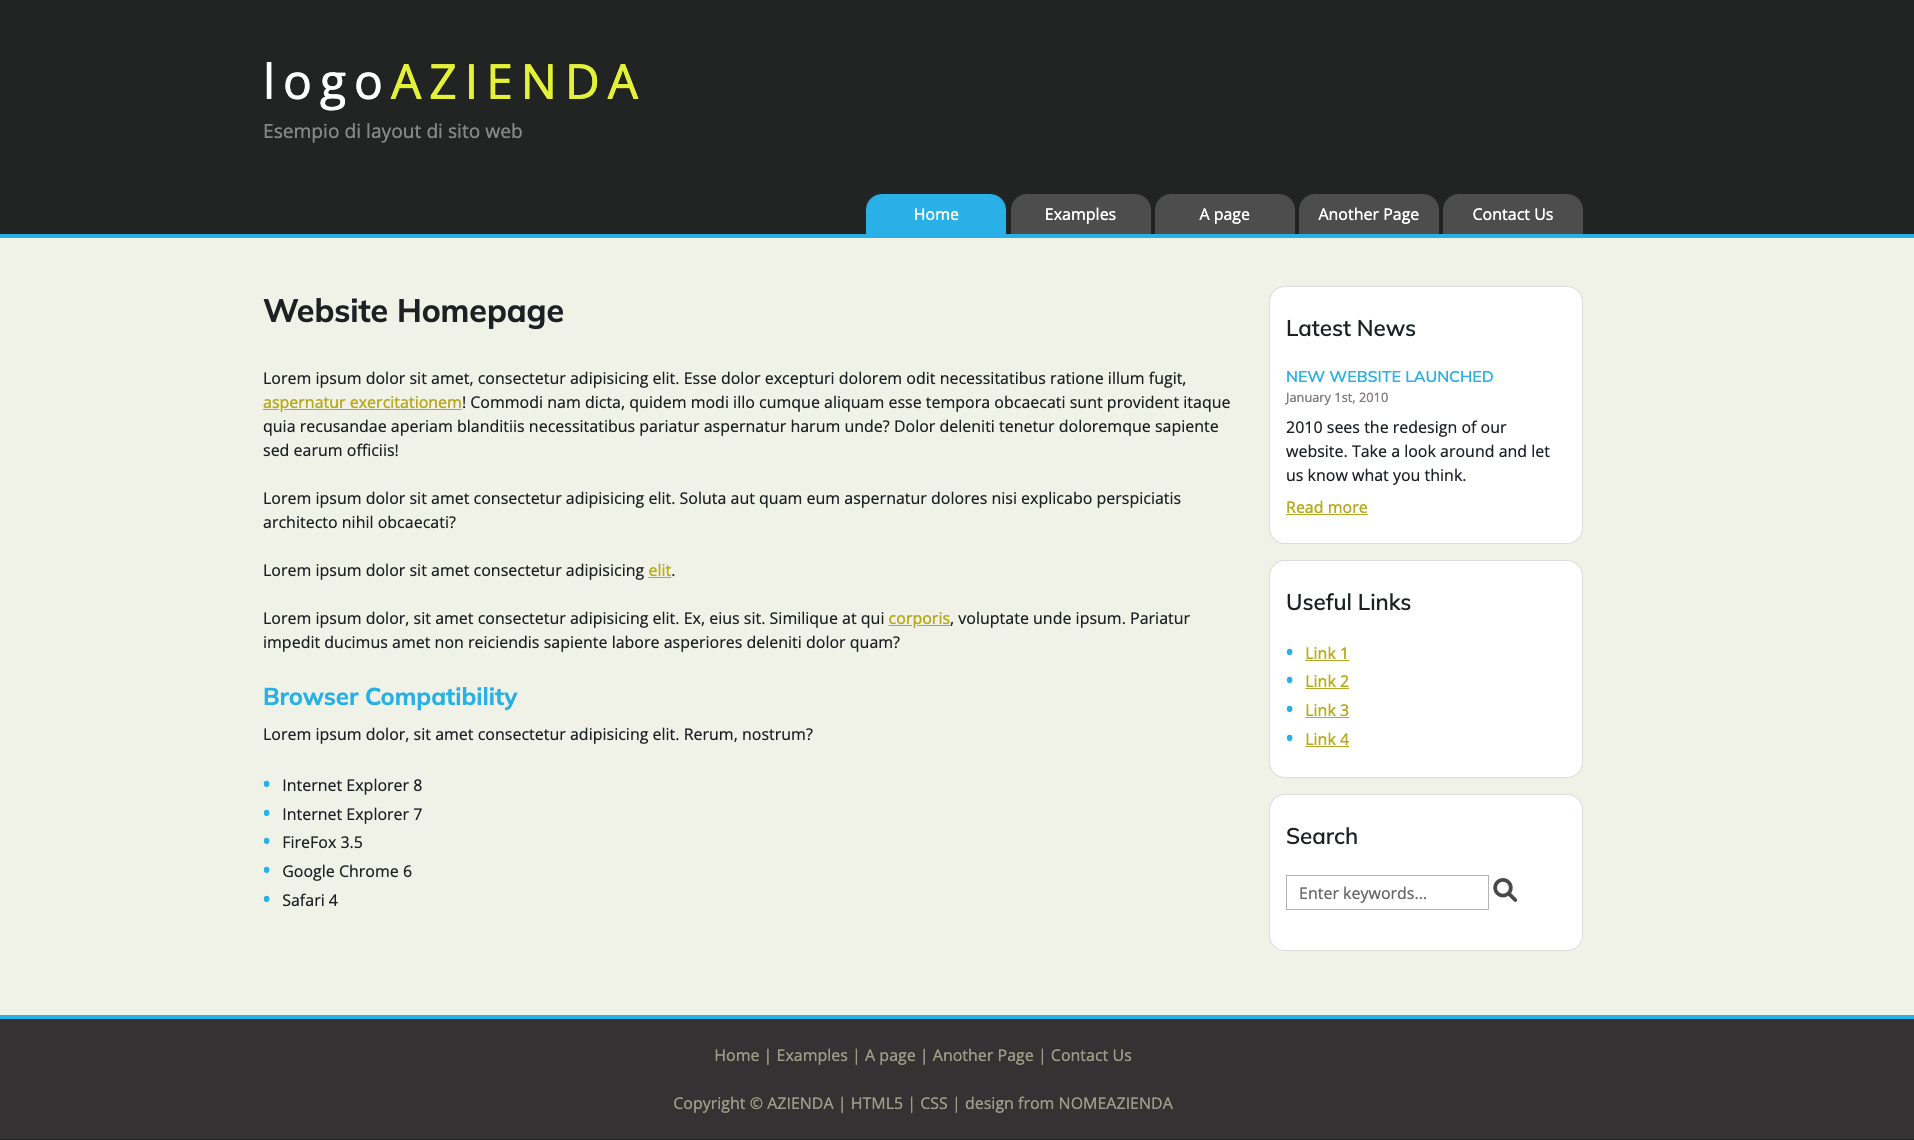 logoAZIENDA
Esempio di layout di sito web
Home
Examples
A page
Another Page
Contact Us
Website Homepage
Lorem ipsum dolor sit amet, consectetur adipisicing elit. Esse dolor excepturi dolorem odit necessitatibus ratione illum fugit,
aspernatur exercitationem! Commodi nam dicta, quidem modi illo cumque aliquam esse tempora obcaecati sunt provident itaque
quia recusandae aperiam blanditiis necessitatibus pariatur aspernatur harum unde? Dolor deleniti tenetur doloremque sapiente
sed earum officiis!
Lorem ipsum dolor sit amet consectetur adipisicing elit. Soluta aut quam eum aspernatur dolores nisi explicabo perspiciatis
architecto nihil obcaecati?
Lorem ipsum dolor sit amet consectetur adipisicing elit.
Lorem ipsum dolor, sit amet consectetur adipisicing elit. Ex, eius sit. Similique at qui corporis, voluptate unde ipsum. Pariatur
impedit ducimus amet non reiciendis sapiente labore asperiores deleniti dolor quam?
Browser Compatibility
Lorem ipsum dolor, sit amet consectetur adipisicing elit. Rerum, nostrum?
• Internet Explorer 8
• Internet Explorer 7
• FireFox 3.5
• Google Chrome 6
• Safari 4
Latest News
NEW WEBSITE LAUNCHED
January 1st, 2010
2010 sees the redesign of our
website. Take a look around and let
us know what you think.
Read more
Useful Links
• Link 1
• Link 2
• Link 3
• Link 4
Search
Enter keywords...
Home | Examples | A page | Another Page | Contact Us
Copyright © AZIENDA | HTML5 | CSS | design from NOMEAZIENDA